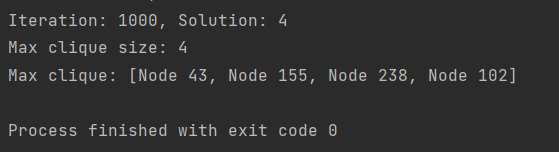 Iteration: 1000, Solution: 4
Max clique size: 4
Max clique: [Node 43, Node 155, Node 238, Node 102]
Process finished with exit code 0